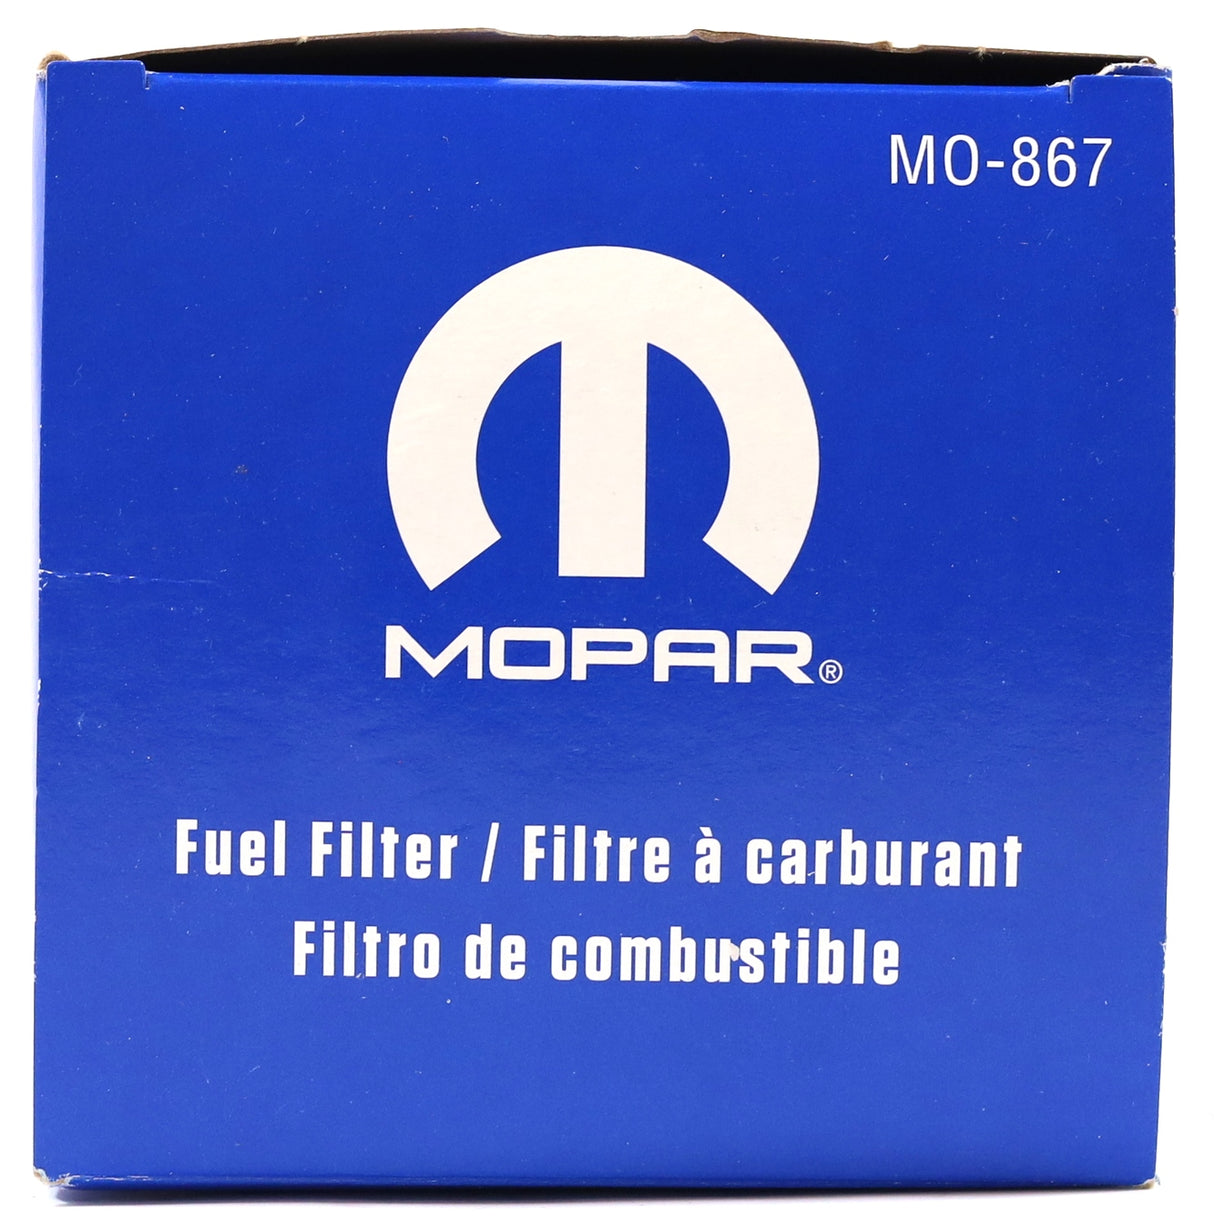 MO-867
MOPAR®
Fuel Filter / Filtre à carburant
Filtro de combustible